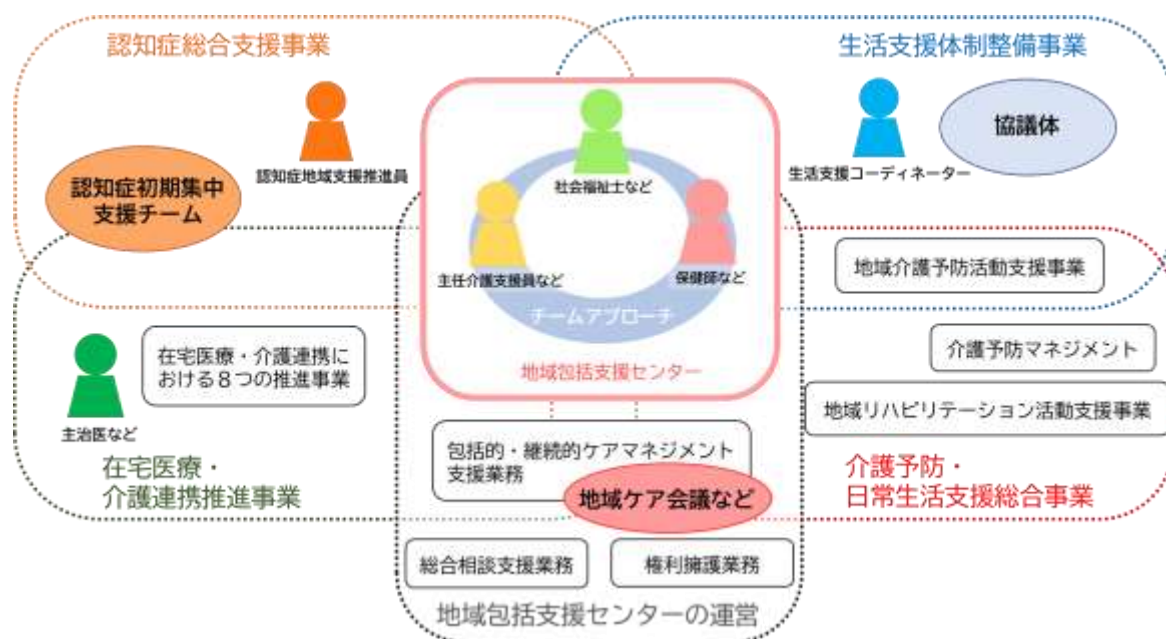 認知症総合支援事業
生活支援体制整備事業
認知症地域支援推進員
認知症初期集中
支援チーム
社会福祉士など
主任介護支援員など
保健師など
チームアプローチ
地域包括支援センター
生活支援コーディネーター
協議体
地域介護予防活動支援事業
介護予防マネジメント
地域リハビリテーション活動支援事業
在宅医療・介護連携に
おける8つの推進事業
主治医など
在宅医療・
介護連携推進事業
包括的・継続的ケアマネジメント
支援業務
地域ケア会議など
介護予防・
日常生活支援総合事業
総合相談支援業務
権利擁護業務
地域包括支援センターの運営